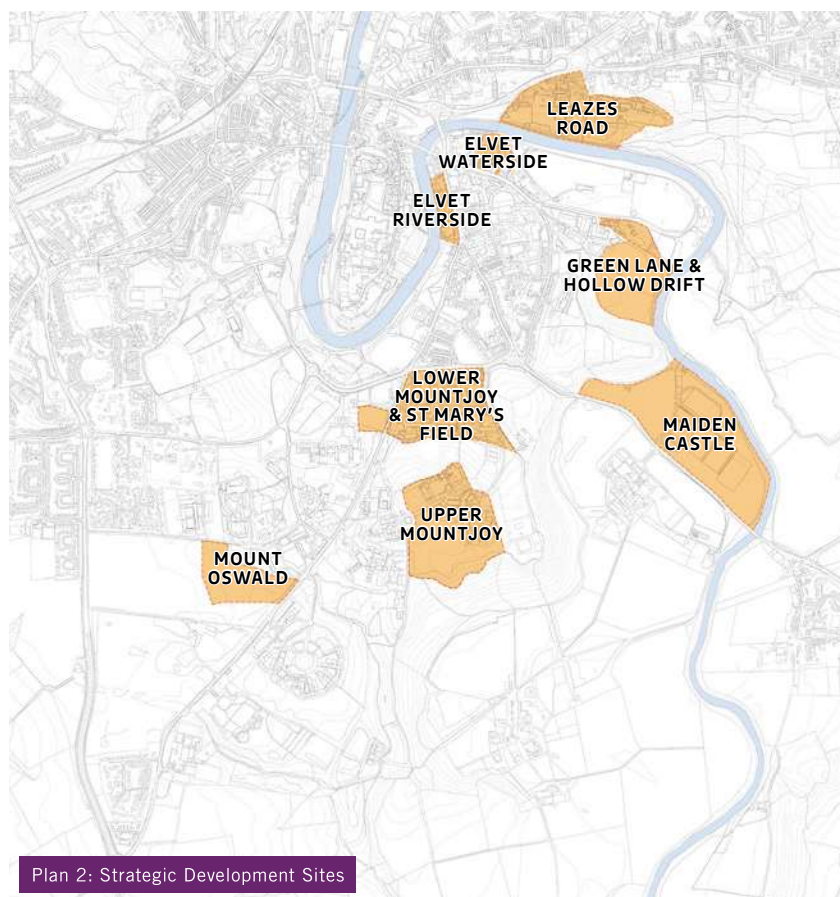 LEAZES
ROAD
ELVET
WATERSIDE
ELVET
RIVERSIDE
GREEN LANE &
HOLLOW DRIFT
LOWER
MOUNTJOY
& ST MARY'S
FIELD
MAIDEN
CASTLE
UPPER
MOUNTJOY
MOUNT
OSWALD
Plan 2: Strategic Development Sites